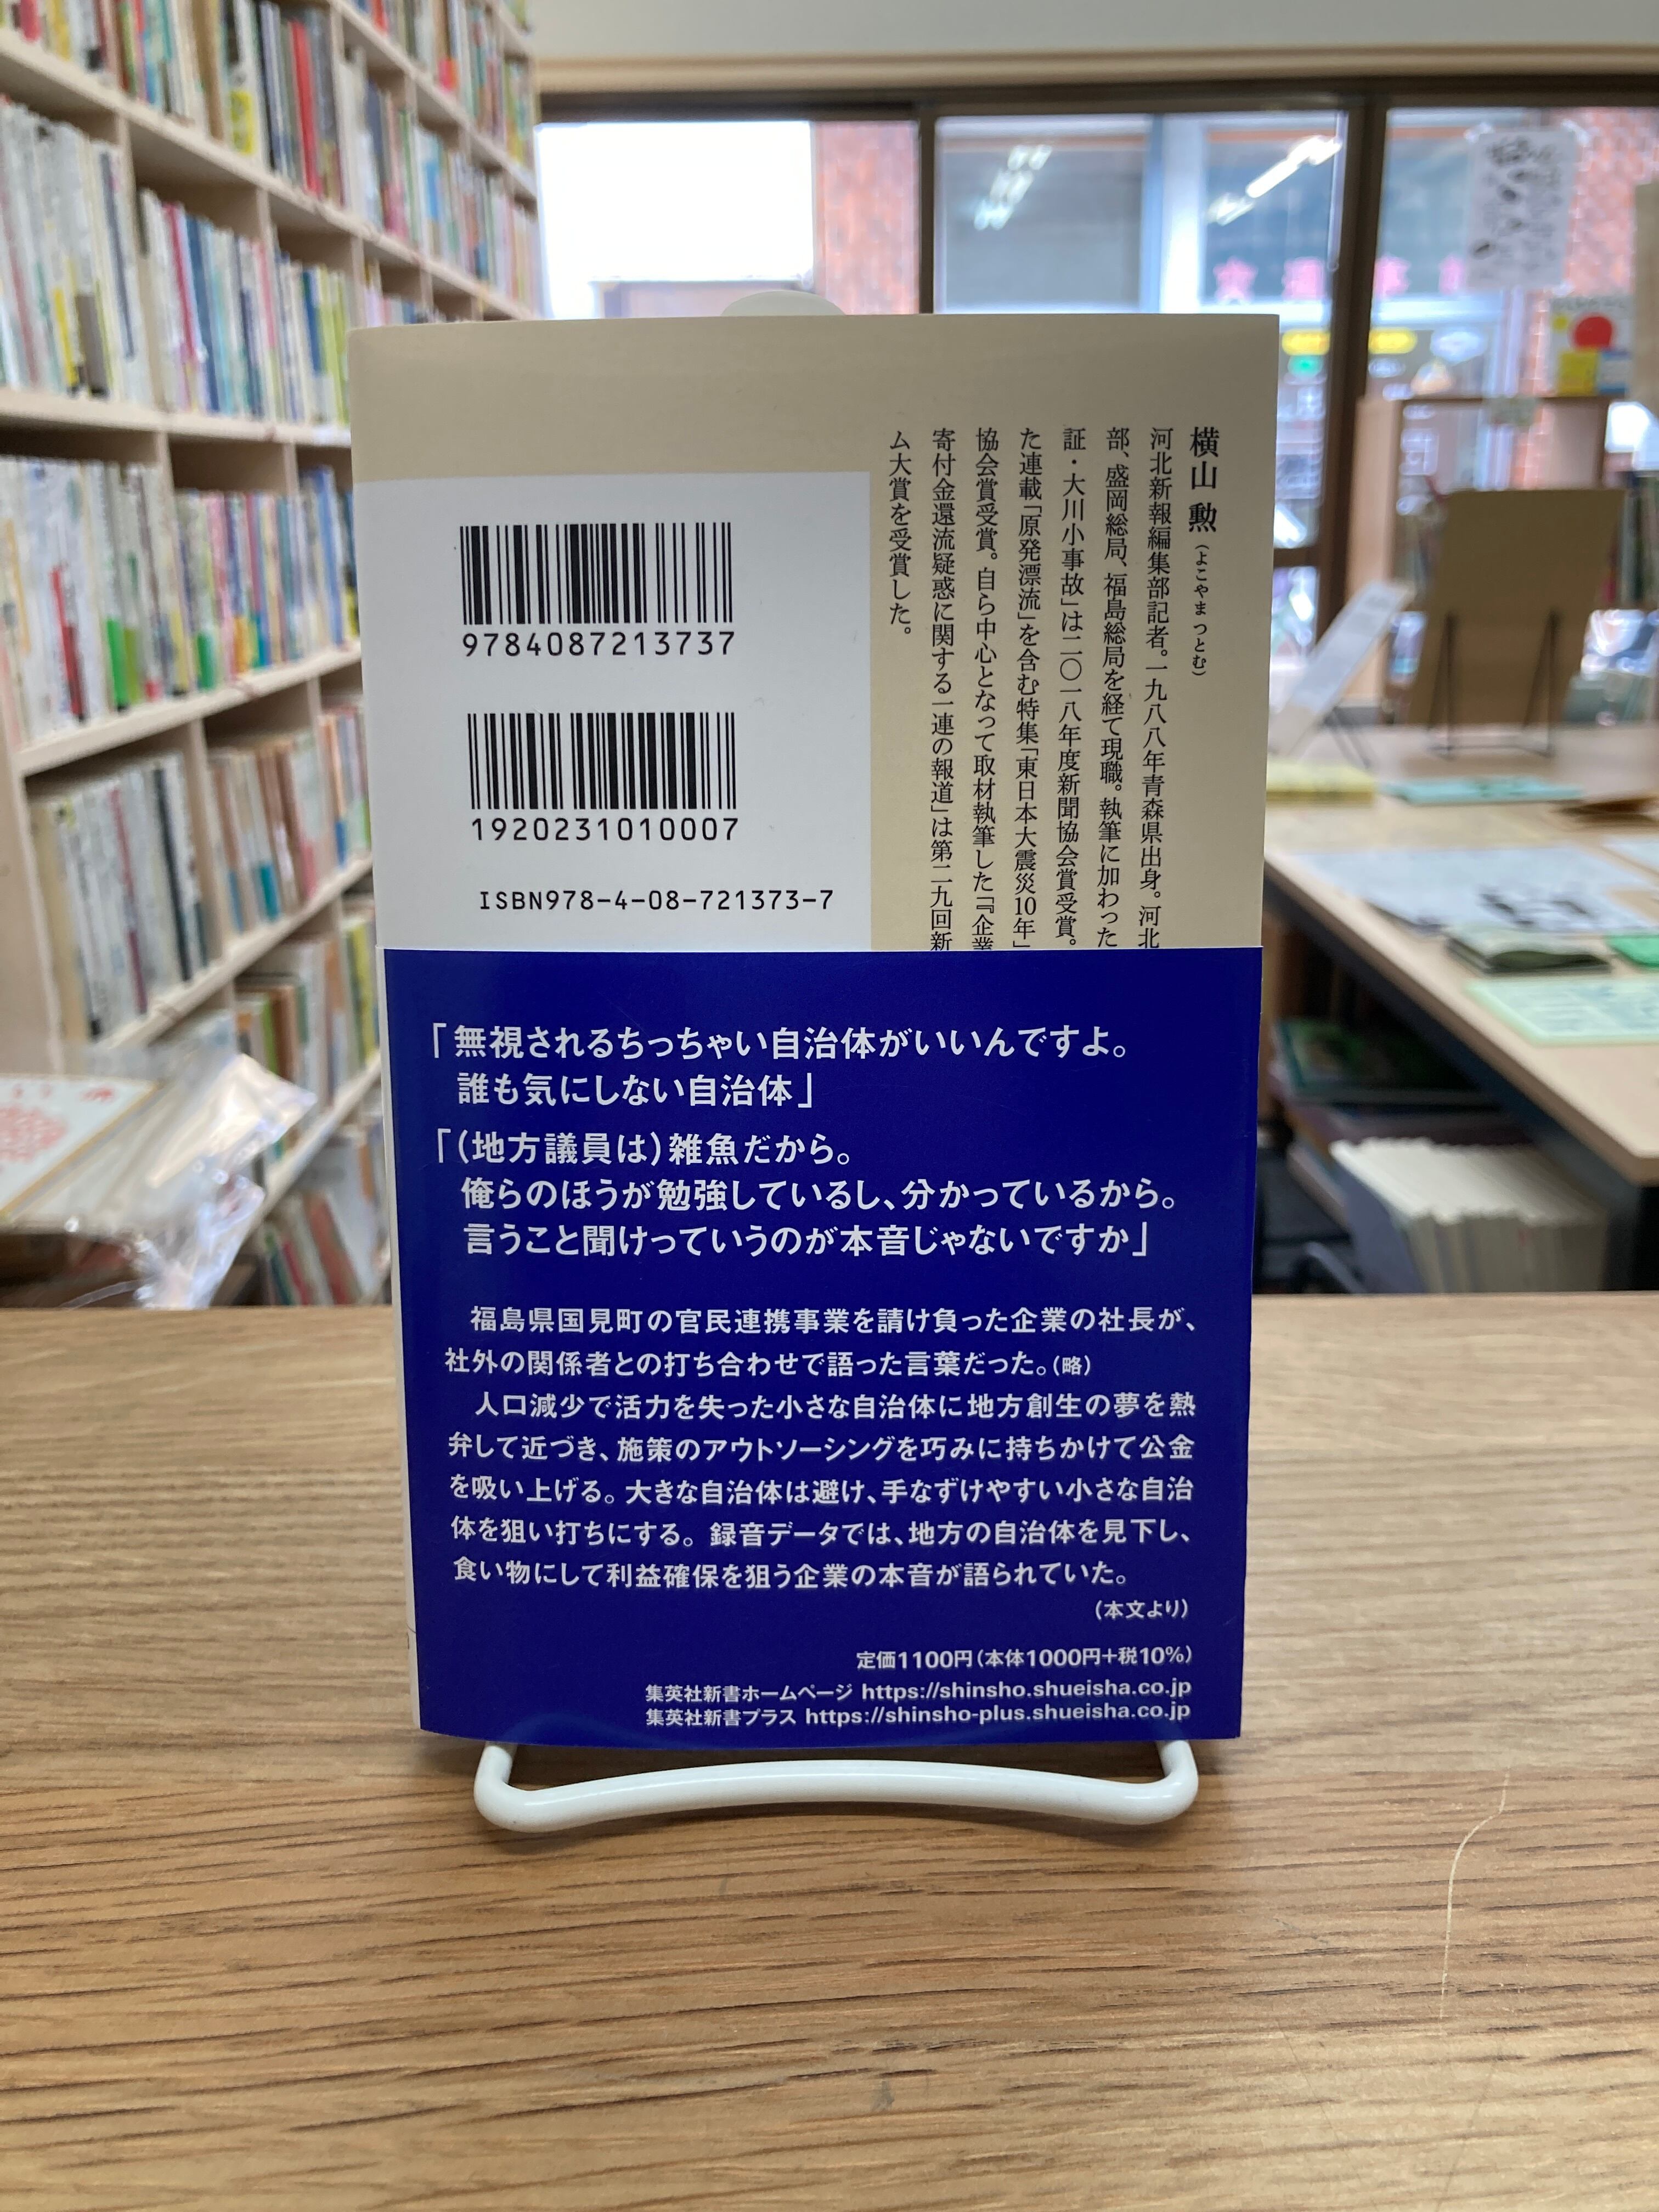 横山 勲(よこやま つとむ)
河北新報編集部記者。一九八八年青森県出身。河北
部、盛岡総局、福島総局を経て現職。執筆に加わった
証・大川小事故」は二〇一八年度新聞協会賞受賞。
た連載「原発漂流」を含む特集「東日本大震災10年」
協会賞受賞。自ら中心となって取材執筆した「『企業
寄付金還流疑惑に関する一連の報道」は第二九回新
ム大賞を受賞した。
9784087213737
1920231010007
ISBN978-4-08-721373-7
「無視されるちっちゃい自治体がいいんですよ。
誰も気にしない自治体」
「(地方議員は)雑魚だから。
俺らのほうが勉強しているし、分かっているから。
言うこと聞けっていうのが本音じゃないですか」
福島県国見町の官民連携事業を請け負った企業の社長が、
社外の関係者との打ち合わせで語った言葉だった。(略)
人口減少で活力を失った小さな自治体に地方創生の夢を熱
弁して近づき、施策のアウトソーシングを巧みに持ちかけて公金
を吸い上げる。大きな自治体は避け、手なずけやすい小さな自治
体を狙い打ちにする。録音データでは、地方の自治体を見下し、
食い物にして利益確保を狙う企業の本音が語られていた。
(本文より)
定価1100円(本体1000円+税10%)
集英社新書ホームページ https://shinsho.shueisha.co.jp
集英社新書プラス https://shinsho-plus.shueisha.co.jp